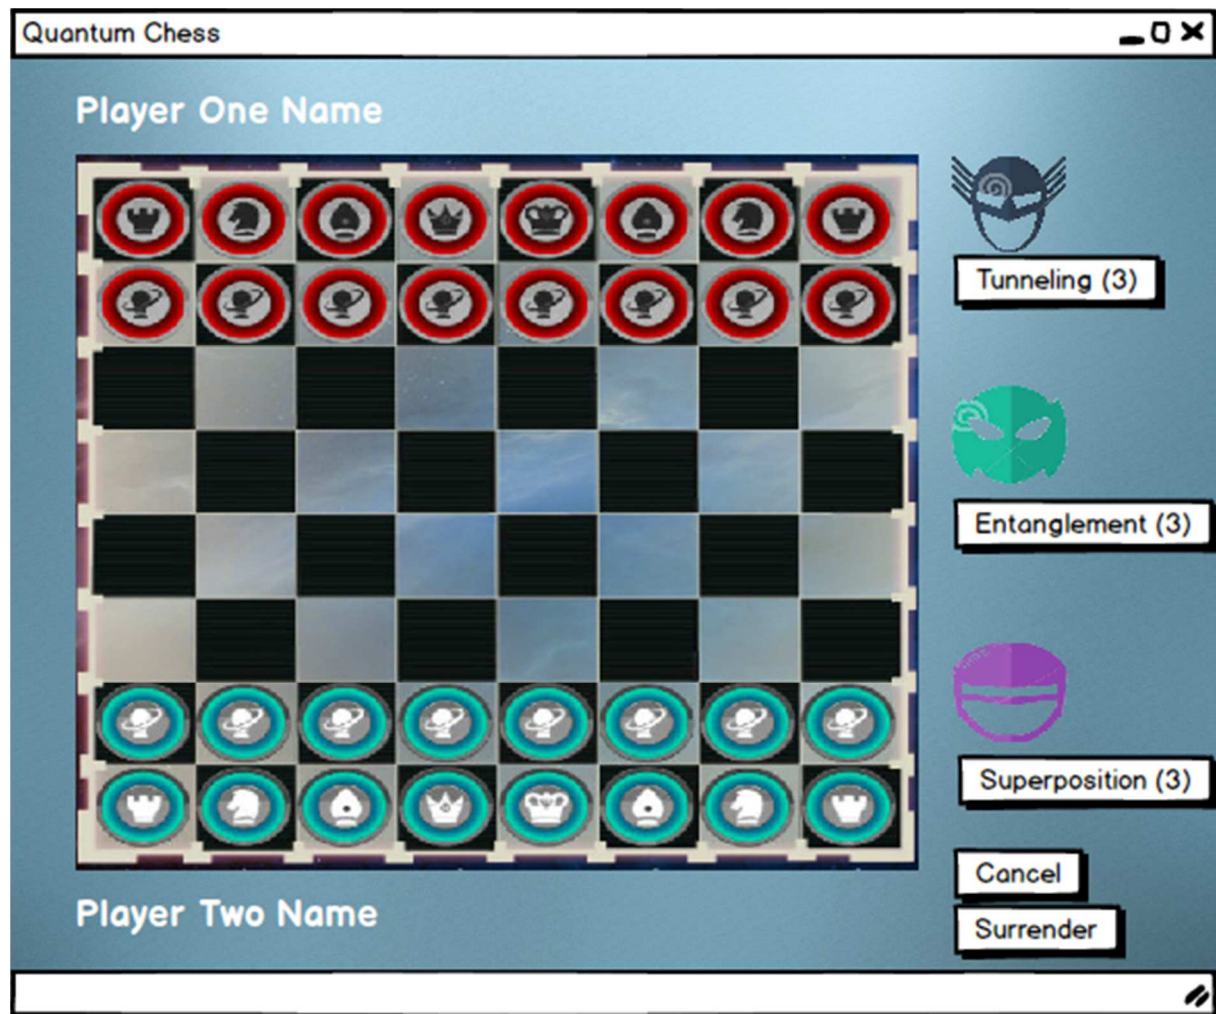 Quantum Chess
Player One Name
Tunneling (3)
Entanglement (3)
Superposition (3)
Cancel
Player Two Name
Surrender